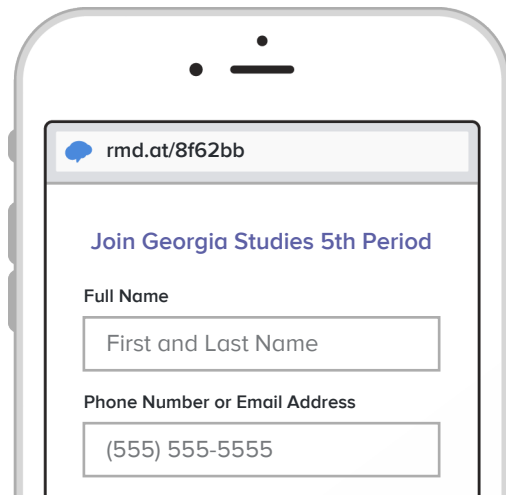 rmd.at/8f62bb
Join Georgia Studies 5th Period
Full Name
First and Last Name
Phone Number or Email Address
(555) 555-5555